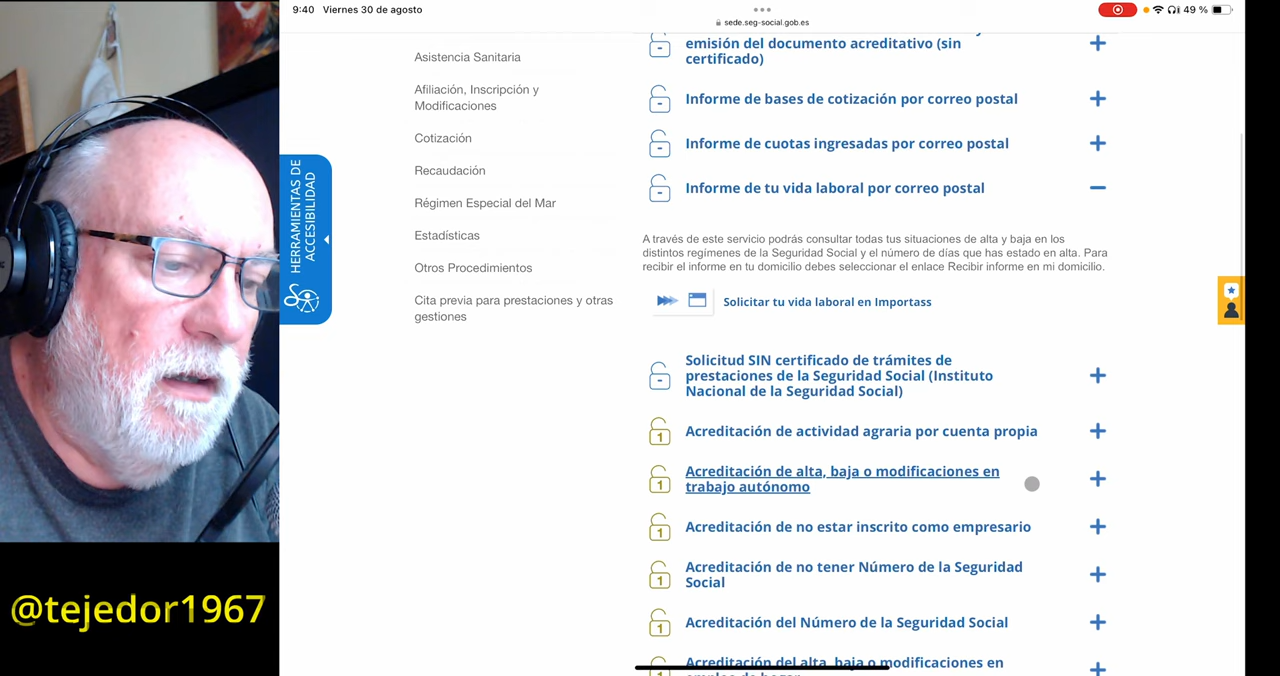 9:40 Viernes 30 de agosto
sede.seg-social.gob.es
49 %
Asistencia Sanitaria
Afiliación, Inscripción y
Modificaciones
Cotización
Recaudación
Régimen Especial del Mar
Estadísticas
Otros Procedimientos
Cita previa para prestaciones y otras
gestiones
HERRAMIENTAS DE
ACCESIBILIDAD
emisión del documento acreditativo (sin
certificado)
Informe de bases de cotización por correo postal
Informe de cuotas ingresadas por correo postal
Informe de tu vida laboral por correo postal
A través de este servicio podrás consultar todas tus situaciones de alta y baja en los
distintos regímenes de la Seguridad Social y el número de días que has estado en alta. Para
recibir el informe en tu domicilio debes seleccionar el enlace Recibir informe en mi domicilio.
Solicitar tu vida laboral en Importass
Solicitud SIN certificado de trámites de
prestaciones de la Seguridad Social (Instituto
Nacional de la Seguridad Social)
1 Acreditación de actividad agraria por cuenta propia
1 Acreditación de alta, baja o modificaciones en
trabajo autónomo
1 Acreditación de no estar inscrito como empresario
1 Acreditación de no tener Número de la Seguridad
Social
1 Acreditación del Número de la Seguridad Social
Acreditación del alta, baja o modificaciones en
@tejedor1967